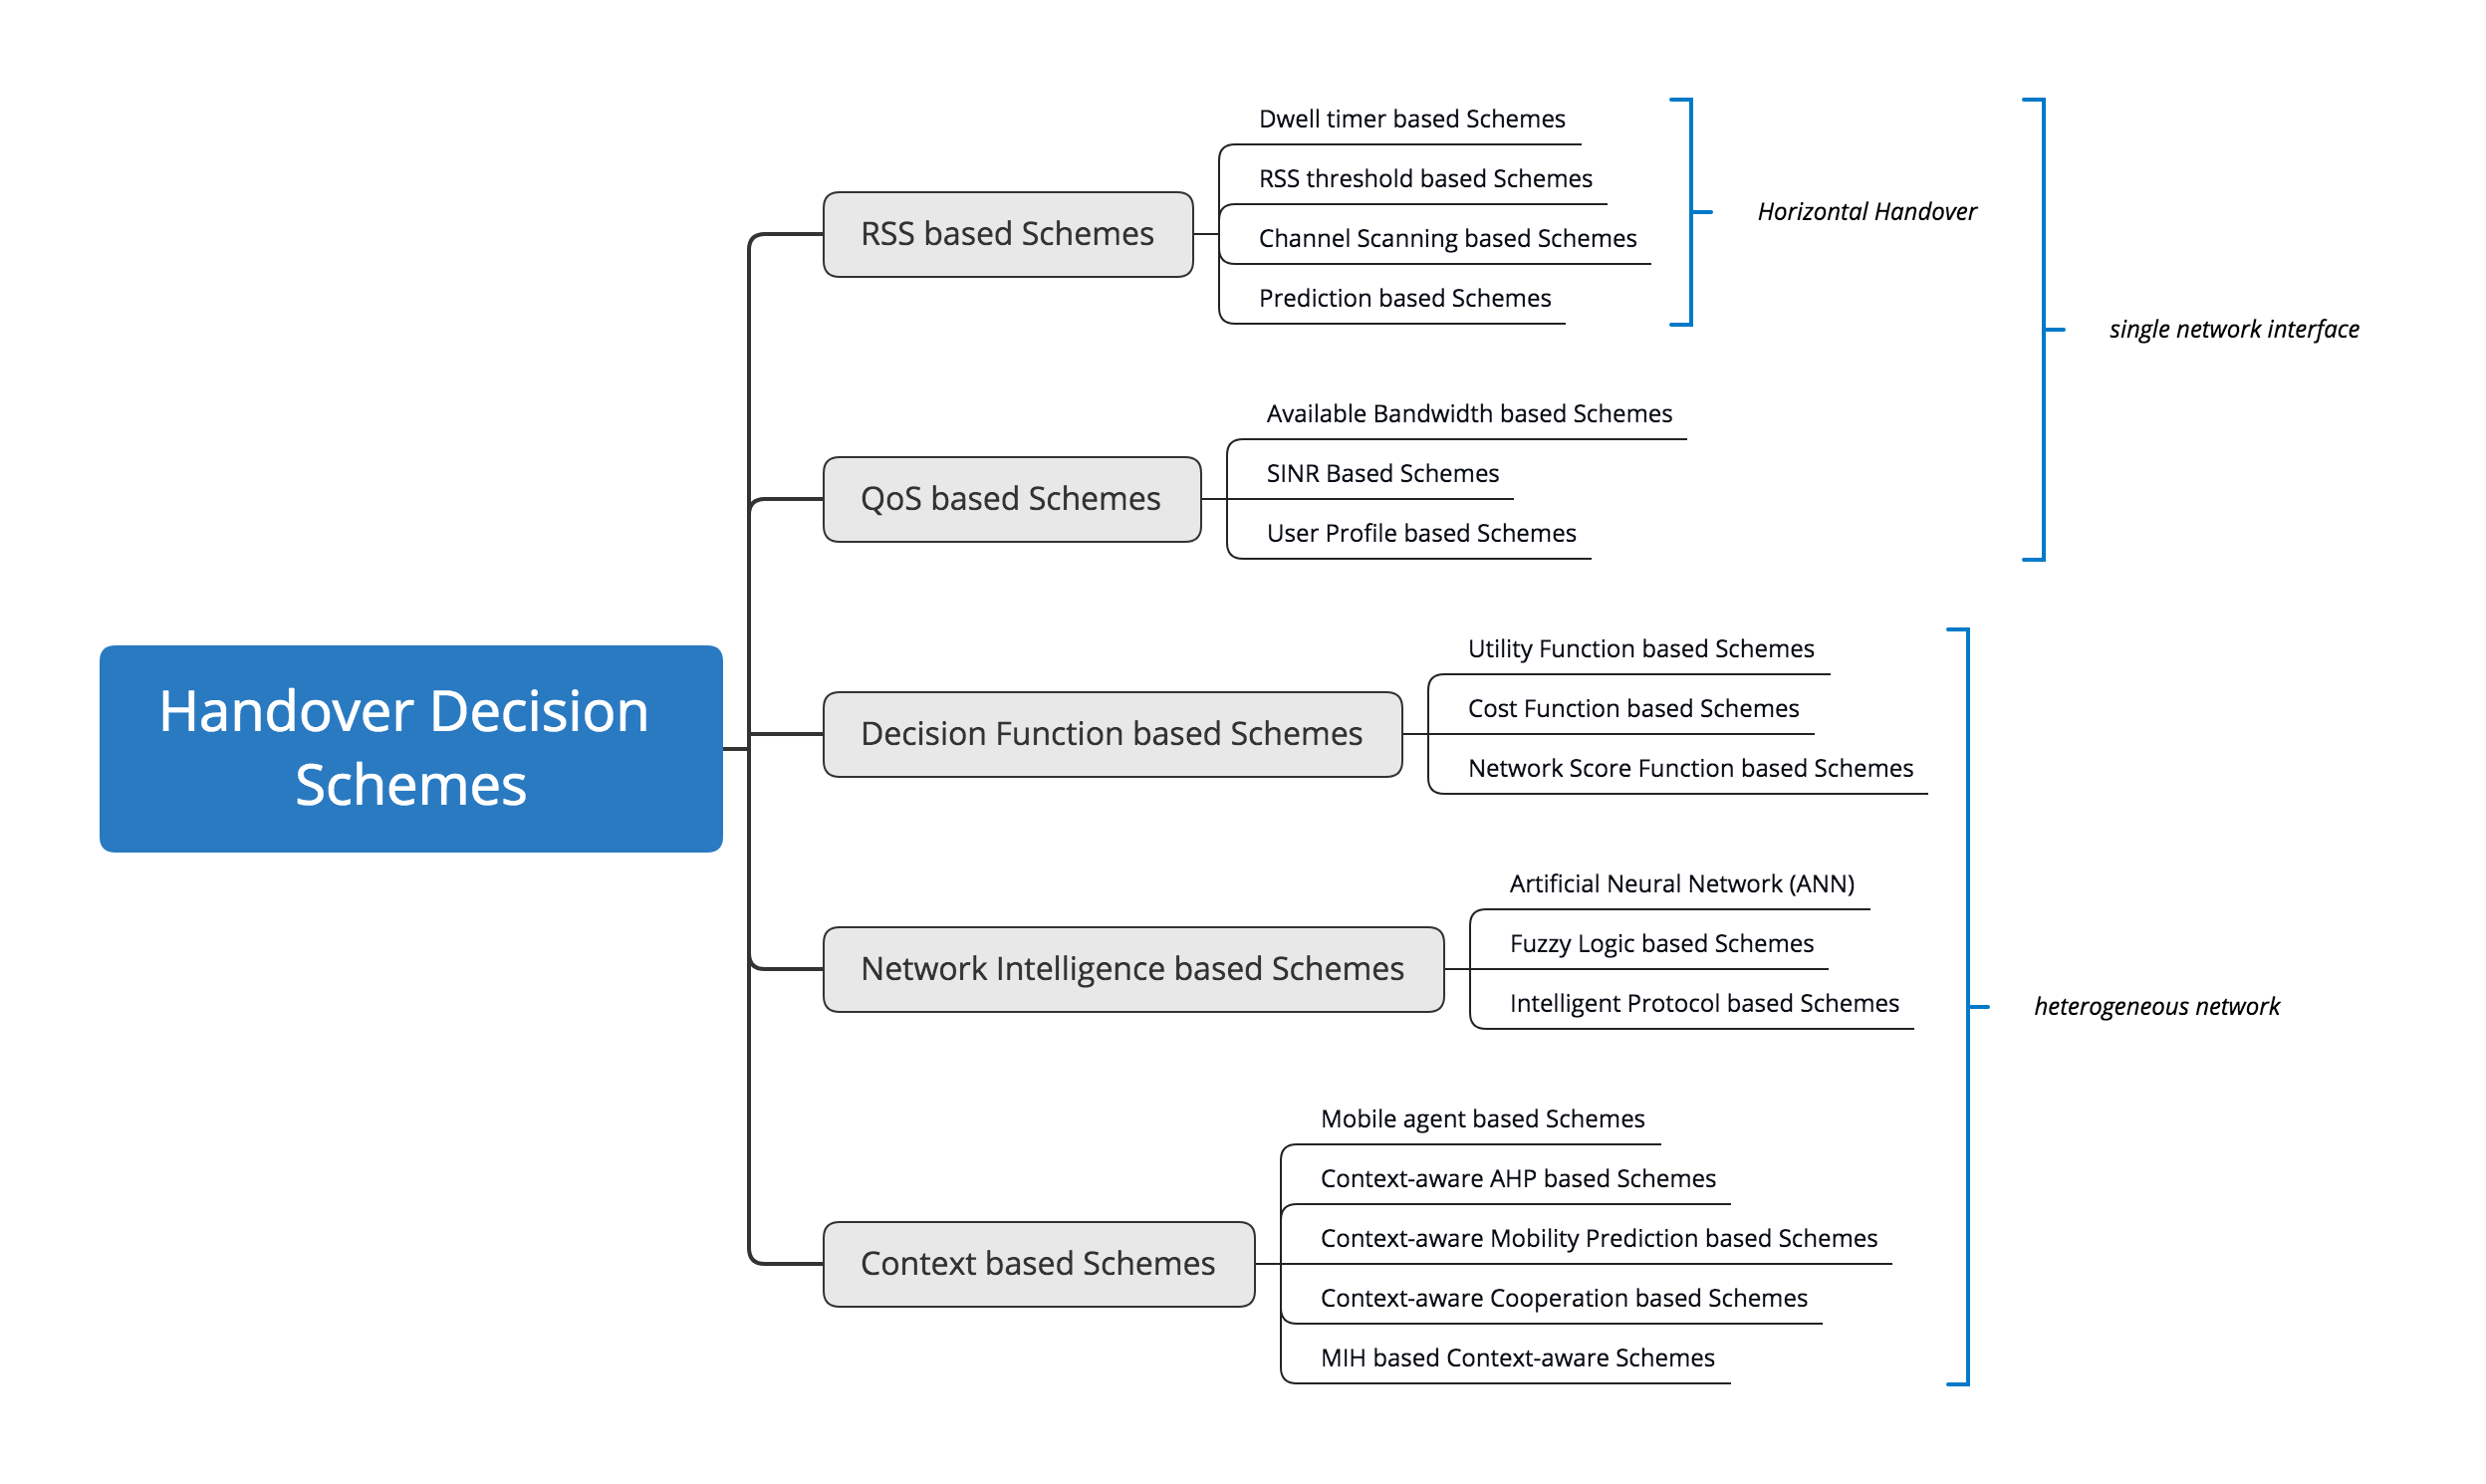 Handover Decision
Schemes
RSS based Schemes
Dwell timer based Schemes
RSS threshold based Schemes
Channel Scanning based Schemes
Prediction based Schemes
Horizontal Handover
QoS based Schemes
Available Bandwidth based Schemes
SINR Based Schemes
User Profile based Schemes
single network interface
Decision Function based Schemes
Utility Function based Schemes
Cost Function based Schemes
Network Score Function based Schemes
Network Intelligence based Schemes
Artificial Neural Network (ANN)
Fuzzy Logic based Schemes
Intelligent Protocol based Schemes
Context based Schemes
Mobile agent based Schemes
Context-aware AHP based Schemes
Context-aware Mobility Prediction based Schemes
Context-aware Cooperation based Schemes
MIH based Context-aware Schemes
heterogeneous network